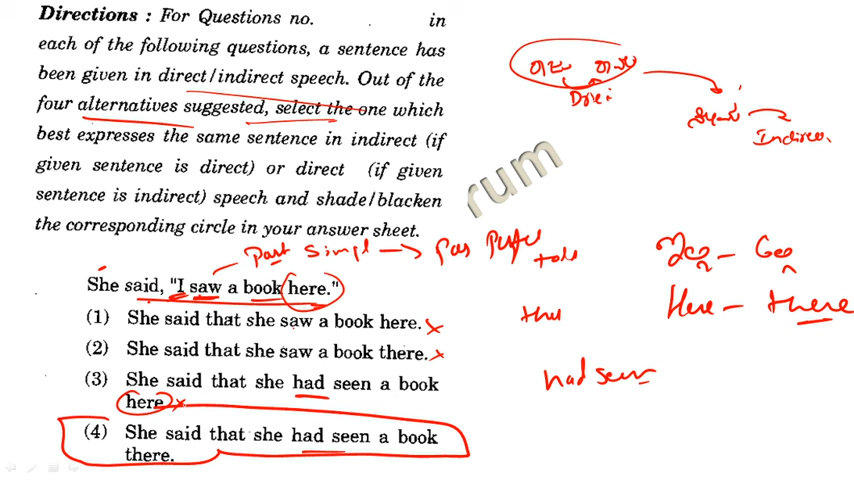 Directions : For Questions no. in
each of the following questions, a sentence has
been given in direct/indirect speech. Out of the
four alternatives suggested, select the one which
best expresses the same sentence in indirect (if
given sentence is direct) or direct (if given
sentence is indirect) speech and shade/blacken
the corresponding circle in your answer sheet.
rum
Indirec.
Past simpl
told
She said, "I saw a book here."
(1) She said that she saw a book here.
(2) She said that she saw a book there.
(3) She said that she had seen a book
here
(4) She said that she had seen a book
there.
Here - there
had seen